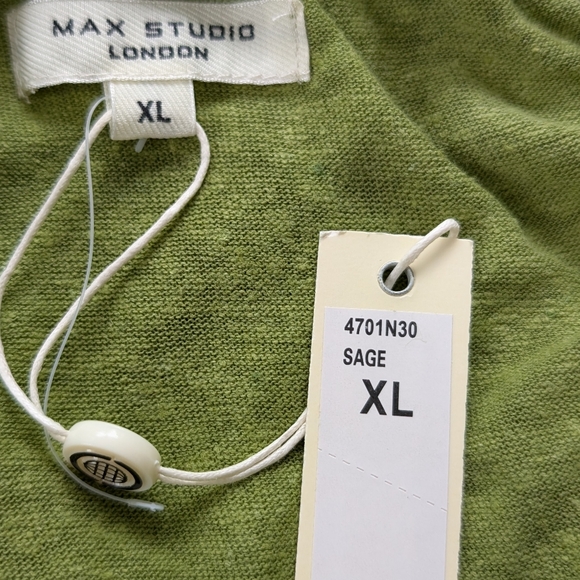 MAX STUDIO
LONDON
XL
4701N30
SAGE
XL